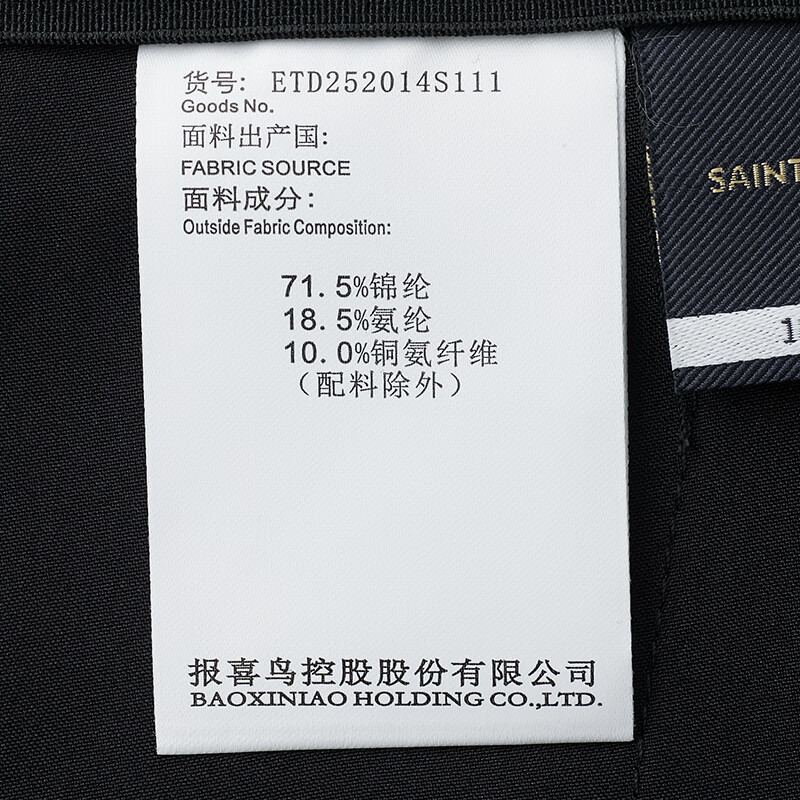 货号: ETD252014S111
Goods No.
面料出产国:
FABRIC SOURCE
面料成分:
Outside Fabric Composition:
71.5%锦纶
18.5%氨纶
10.0%铜氨纤维
（配料除外）
报喜鸟控股股份有限公司
BAOXINIAO HOLDING CO.,LTD.
SAINT